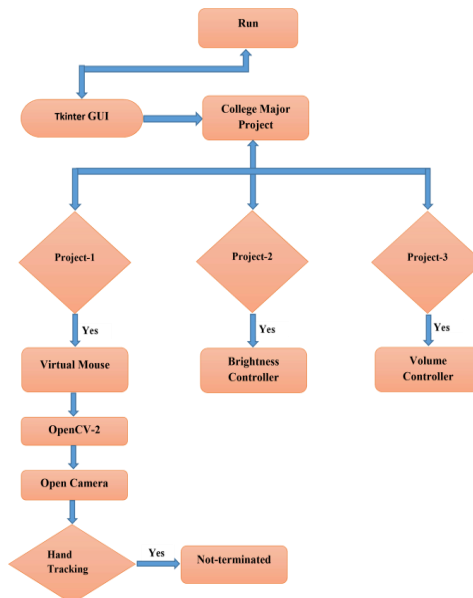 Run
Tkinter GUI
College Major
Project
Project-1
Project-2
Project-3
Yes
Yes
Yes
Virtual Mouse
Brightness
Controller
Volume
Controller
OpenCV-2
Open Camera
Hand
Tracking
Yes
Not-terminated